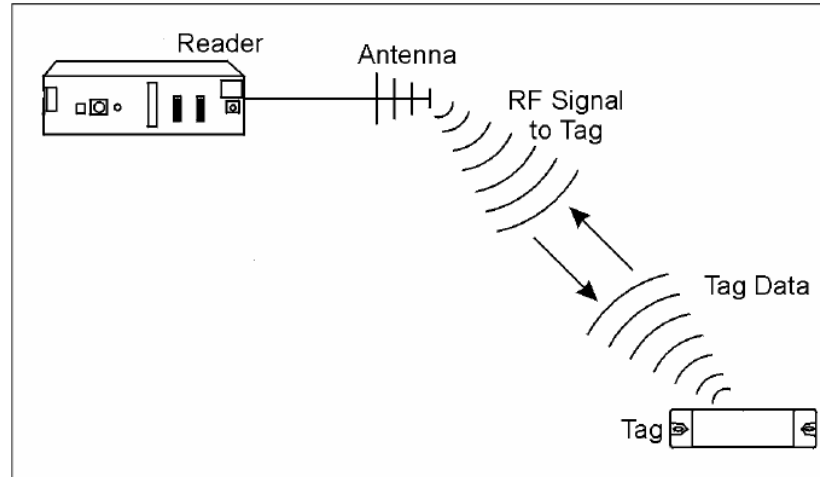 Reader
Antenna
RF Signal
to Tag
Tag Data
Tag